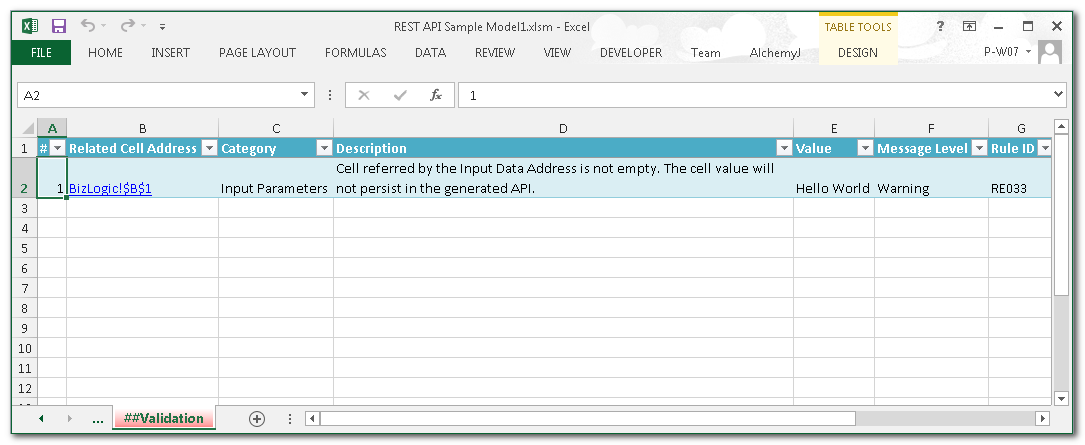 REST API Sample Model1.xlsm - Excel
TABLE TOOLS
?
FILE
HOME
INSERT
PAGE LAYOUT
FORMULAS
DATA
REVIEW
VIEW
DEVELOPER
Team
AlchemyJ
DESIGN
P-W07
A2
fx
1
A B C D E F G
1 # Related Cell Address Category Description Value Message Level Rule ID
Cell referred by the Input Data Address is not empty. The cell value will
2 1 BizLogic!$B$1 Input Parameters not persist in the generated API. Hello World Warning RE033
3
4
5
6
7
8
9
10
11
12
... ##Validation